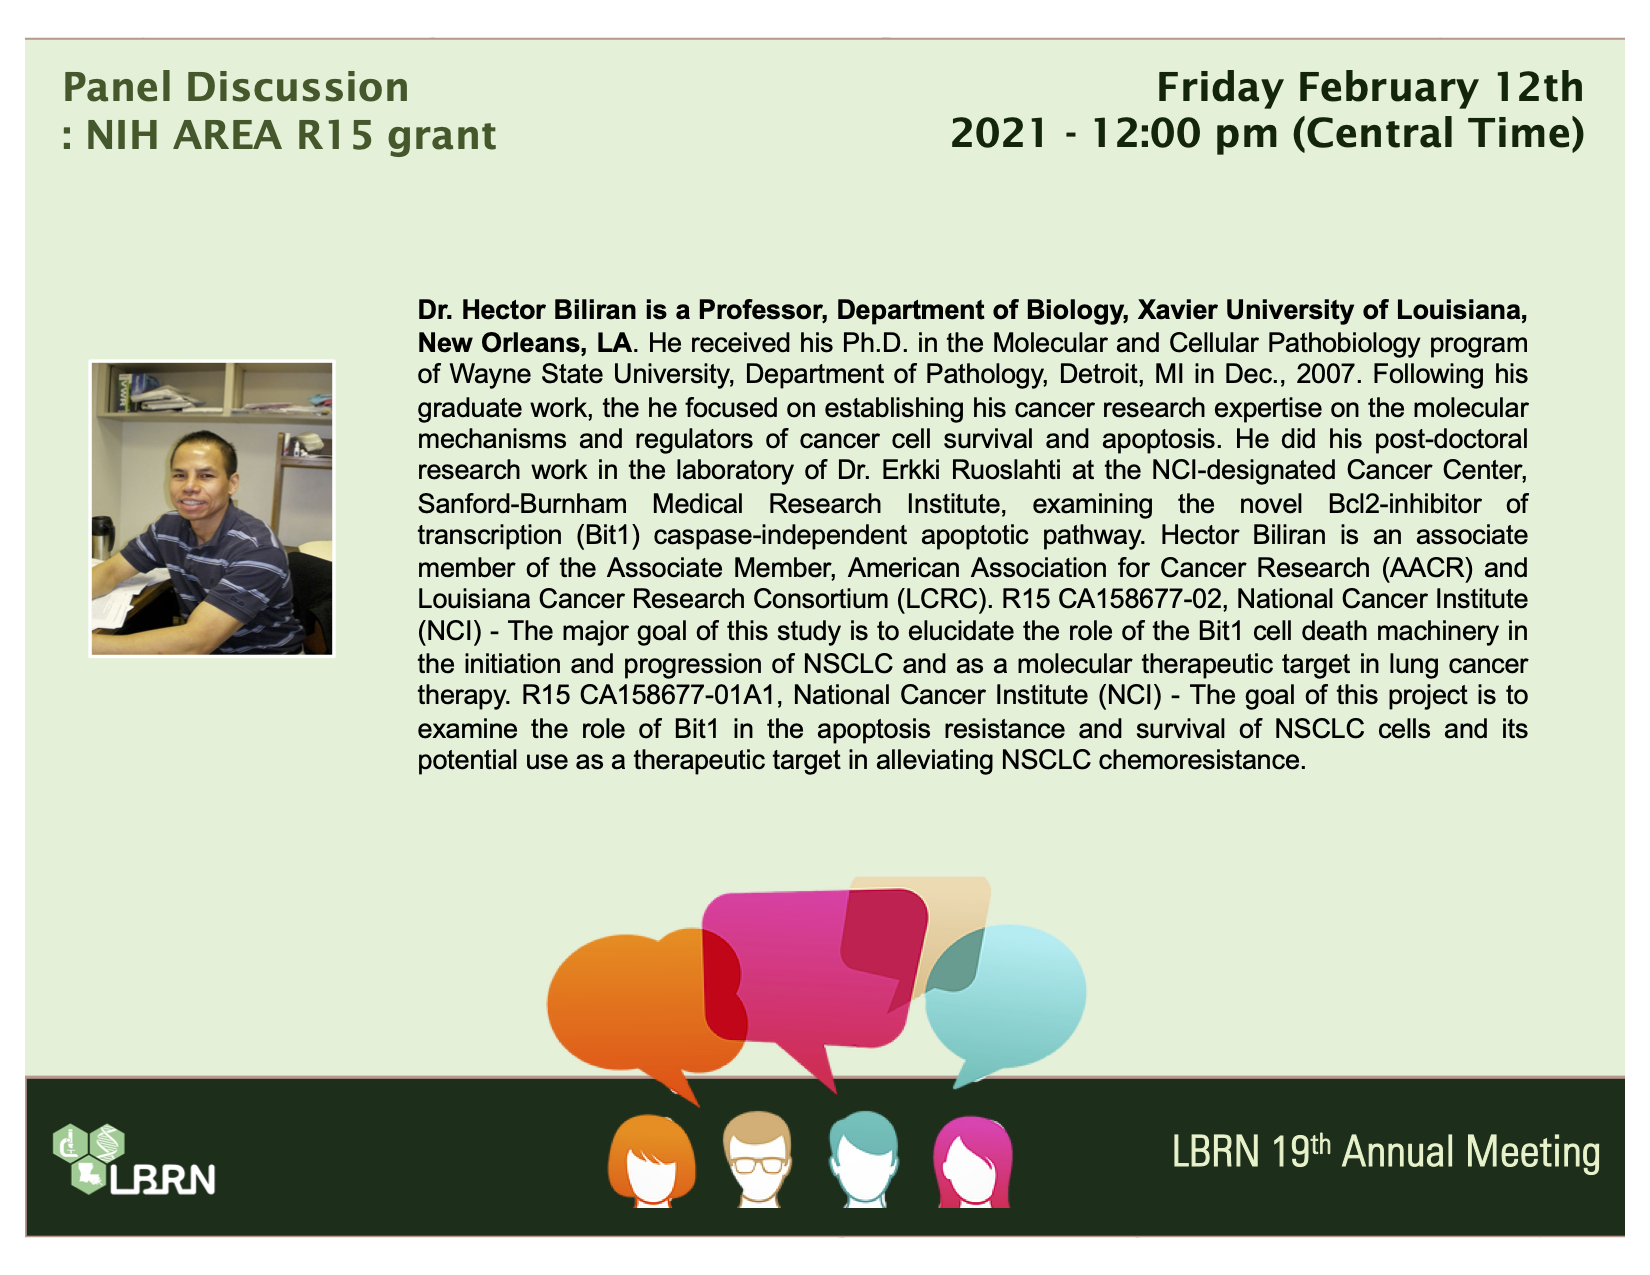 Panel Discussion
: NIH AREA R15 grant
Friday February 12th
2021 - 12:00 pm (Central Time)
Dr. Hector Biliran is a Professor, Department of Biology, Xavier University of Louisiana,
New Orleans, LA. He received his Ph.D. in the Molecular and Cellular Pathobiology program
of Wayne State University, Department of Pathology, Detroit, MI in Dec., 2007. Following his
graduate work, the he focused on establishing his cancer research expertise on the molecular
mechanisms and regulators of cancer cell survival and apoptosis. He did his post-doctoral
research work in the laboratory of Dr. Erkki Ruoslahti at the NCI-designated Cancer Center,
Sanford-Burnham Medical Research Institute, examining the novel Bcl2-inhibitor of
transcription (Bit1) caspase-independent apoptotic pathway. Hector Biliran is an associate
member of the Associate Member, American Association for Cancer Research (AACR) and
Louisiana Cancer Research Consortium (LCRC). R15 CA158677-02, National Cancer Institute
(NCI) - The major goal of this study is to elucidate the role of the Bit1 cell death machinery in
the initiation and progression of NSCLC and as a molecular therapeutic target in lung cancer
therapy. R15 CA158677-01A1, National Cancer Institute (NCI) - The goal of this project is to
examine the role of Bit1 in the apoptosis resistance and survival of NSCLC cells and its
potential use as a therapeutic target in alleviating NSCLC chemoresistance.
LBRN
LBRN 19th Annual Meeting